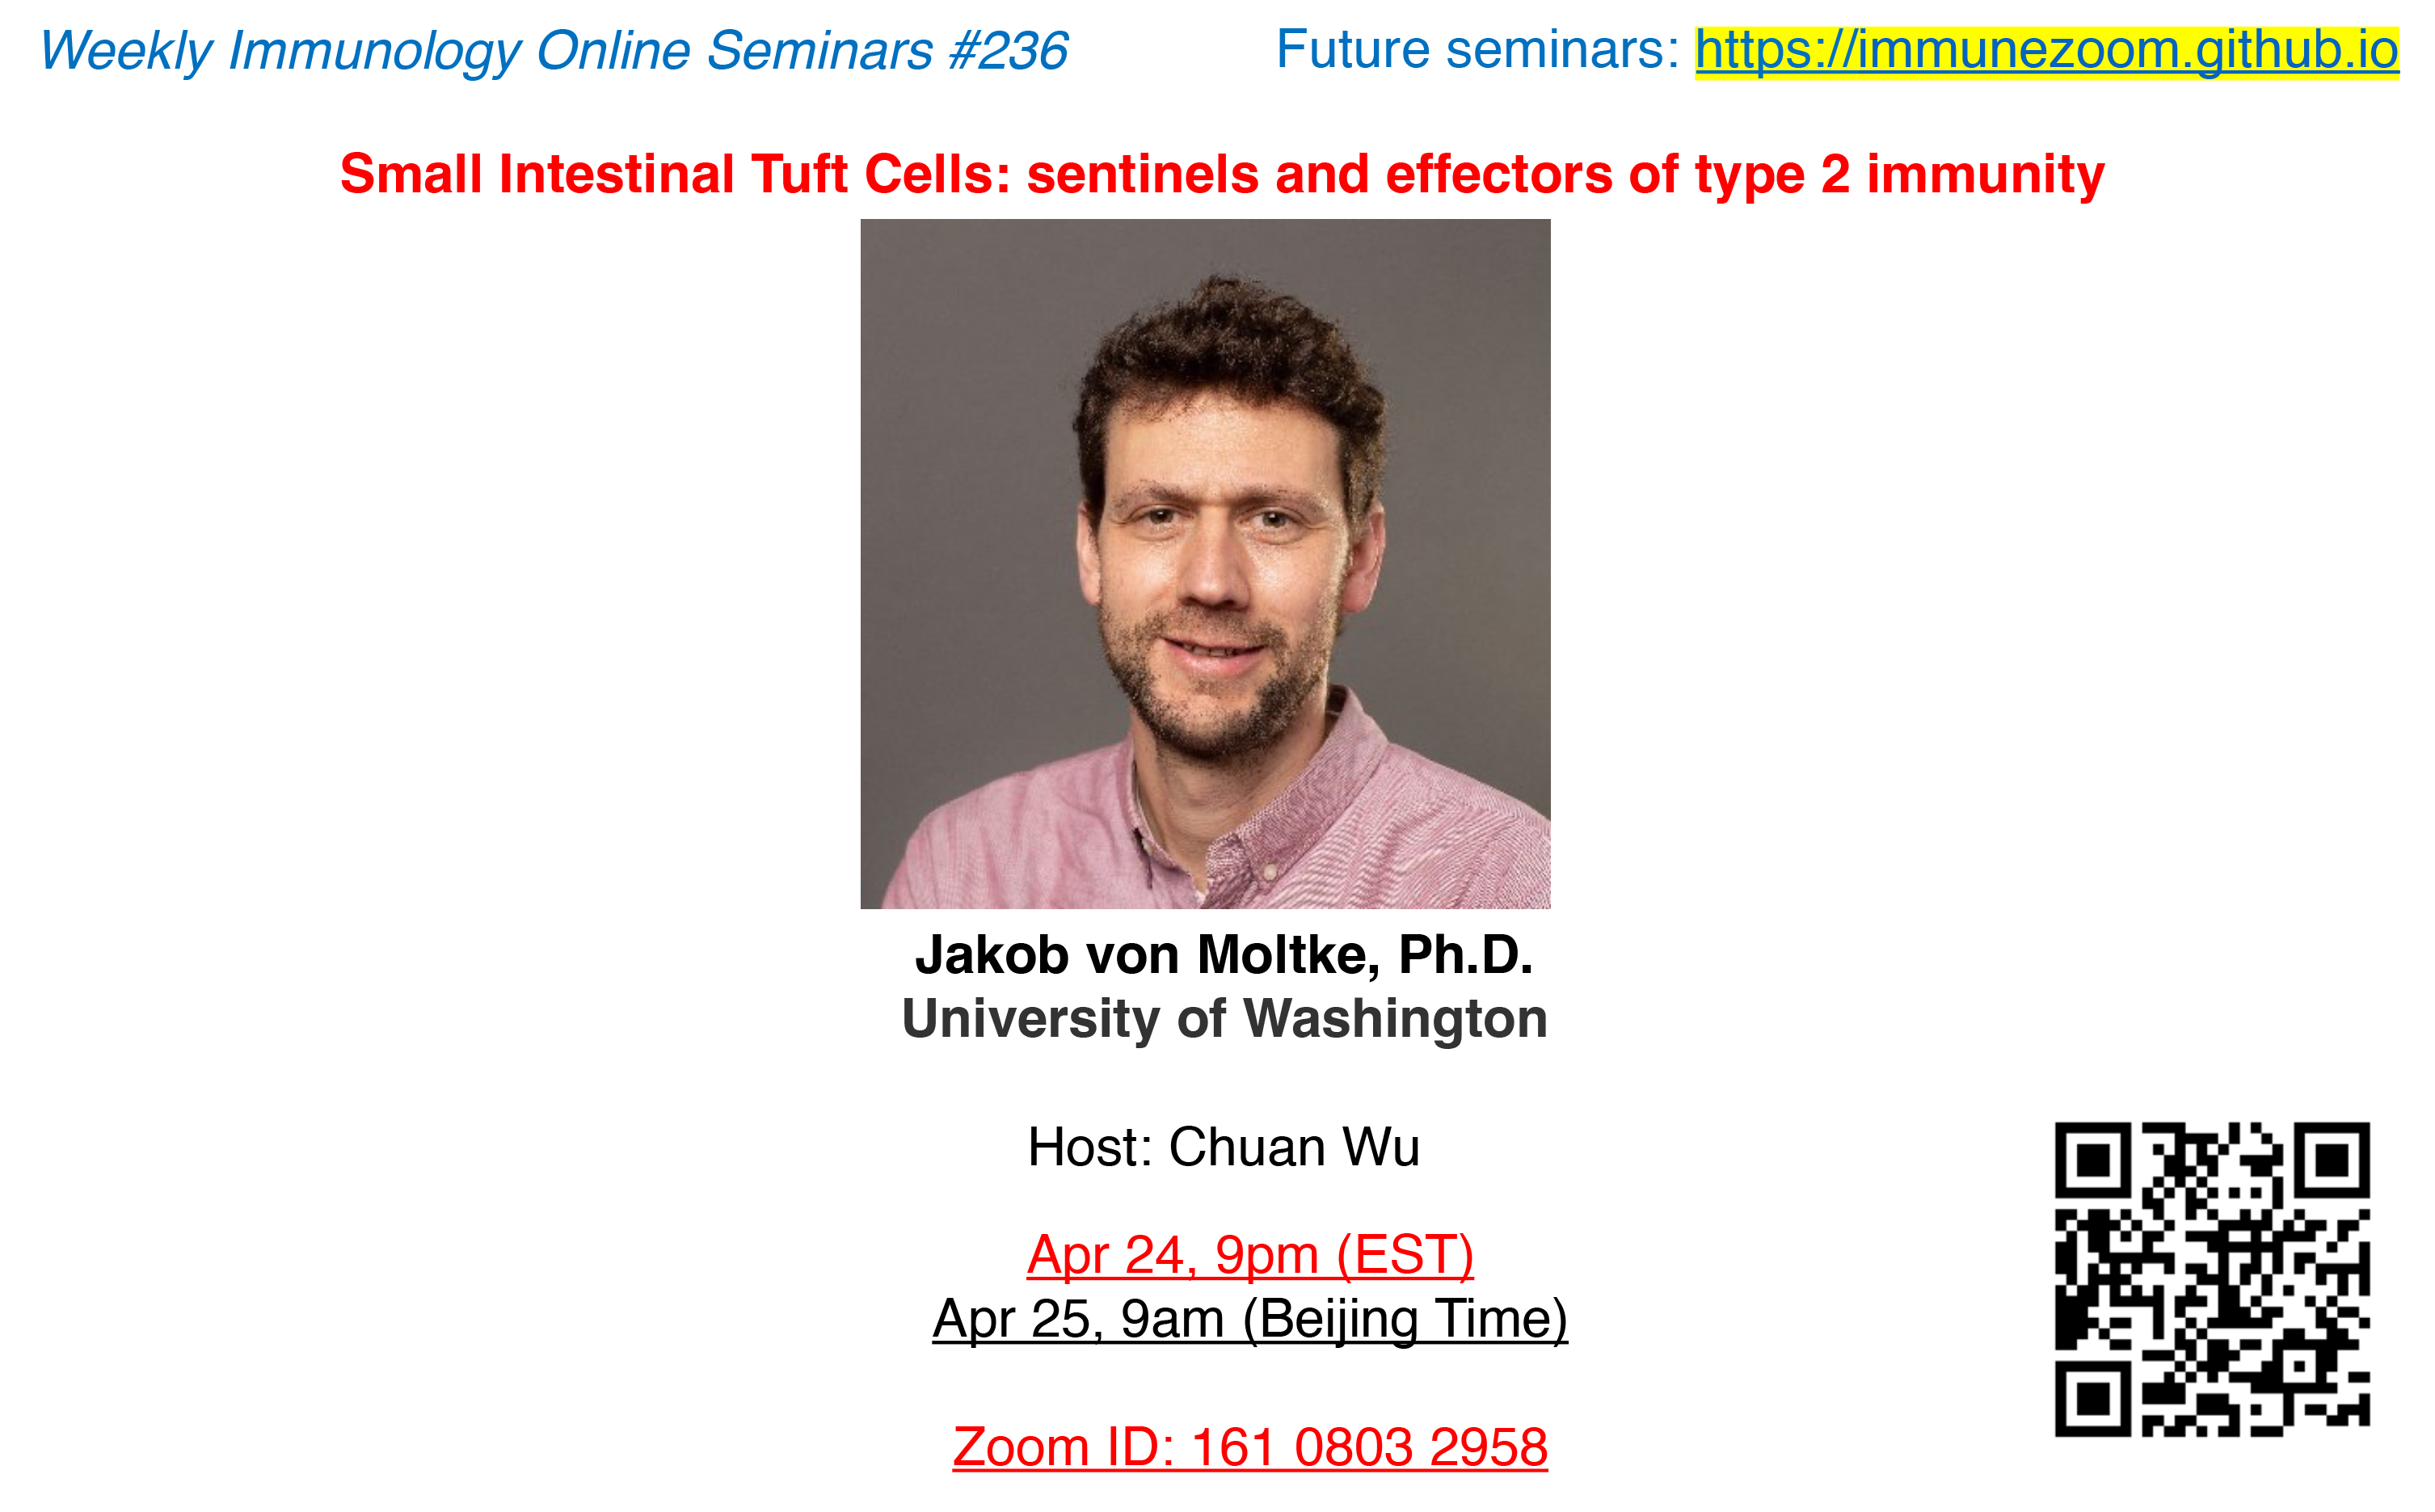 Weekly Immunology Online Seminars #236
Future seminars: https://immunezoom.github.io
Small Intestinal Tuft Cells: sentinels and effectors of type 2 immunity
Jakob von Moltke, Ph.D.
University of Washington
Host: Chuan Wu
Apr 24, 9pm (EST)
Apr 25, 9am (Beijing Time)
Zoom ID: 161 0803 2958